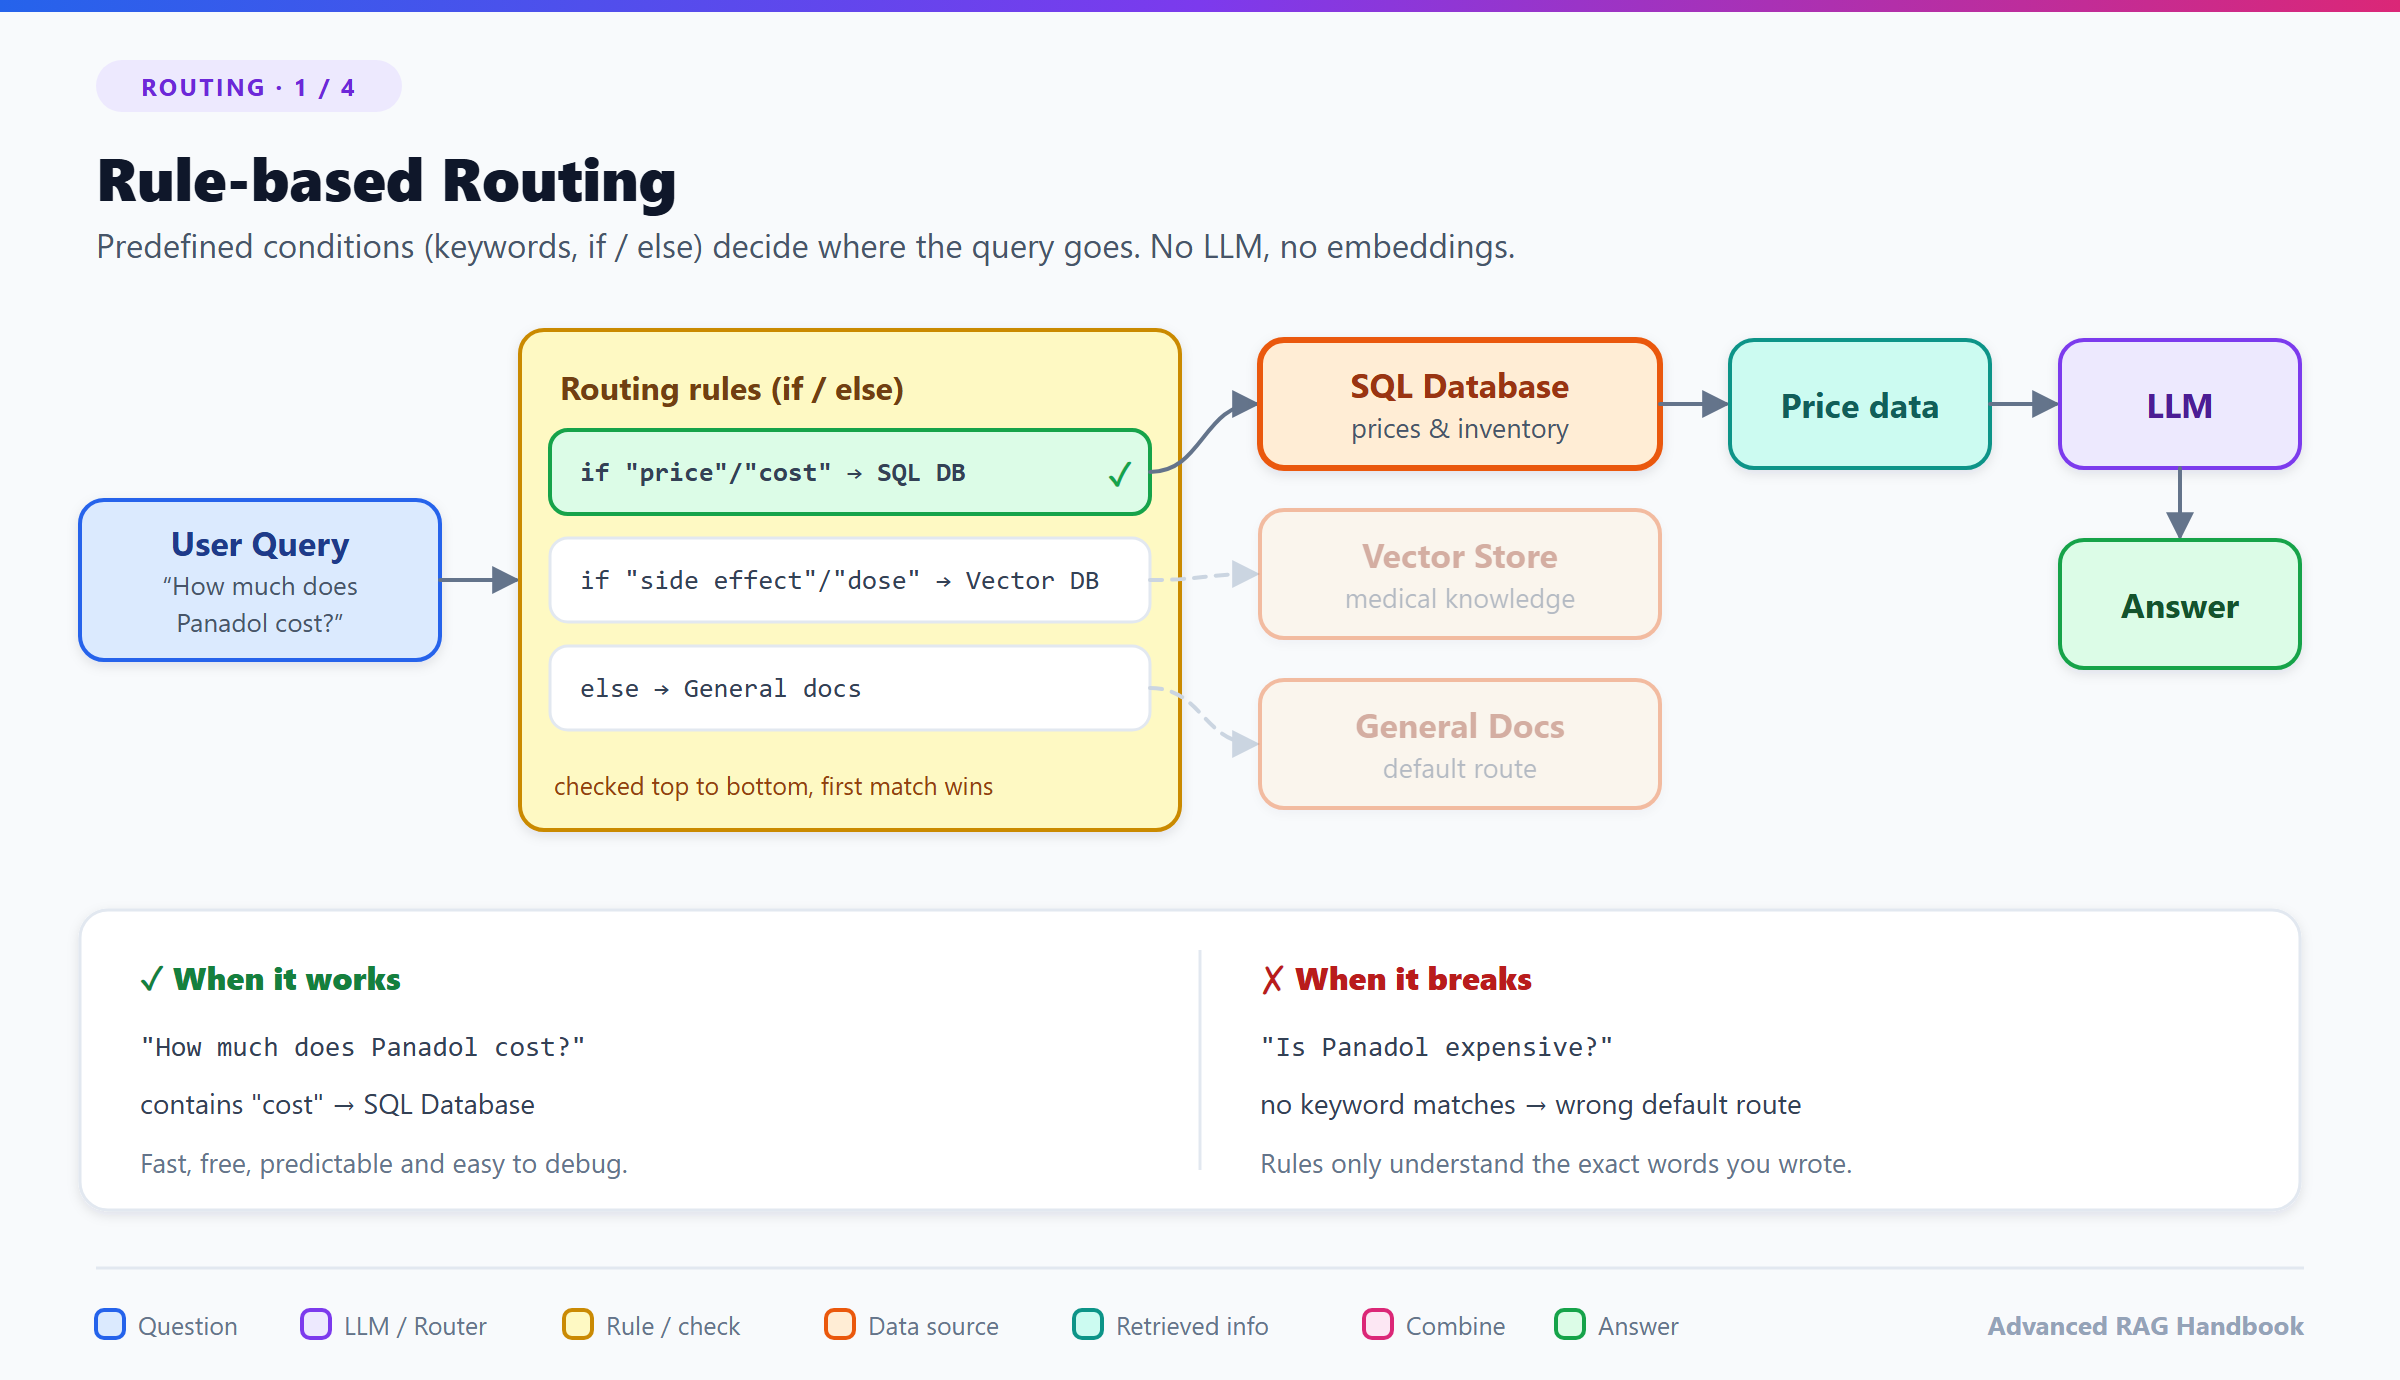 ROUTING · 1 / 4
Rule-based Routing
Predefined conditions (keywords, if / else) decide where the query goes. No LLM, no embeddings.
User Query
“How much does
Panadol cost?”
Routing rules (if / else)
if "price"/"cost" → SQL DB ✓
if "side effect"/"dose" → Vector DB
else → General docs
checked top to bottom, first match wins
SQL Database
prices & inventory
Vector Store
medical knowledge
General Docs
default route
Price data
LLM
Answer
✓ When it works
"How much does Panadol cost?"
contains "cost" → SQL Database
Fast, free, predictable and easy to debug.
✗ When it breaks
"Is Panadol expensive?"
no keyword matches → wrong default route
Rules only understand the exact words you wrote.
Question
LLM / Router
Rule / check
Data source
Retrieved info
Combine
Answer
Advanced RAG Handbook